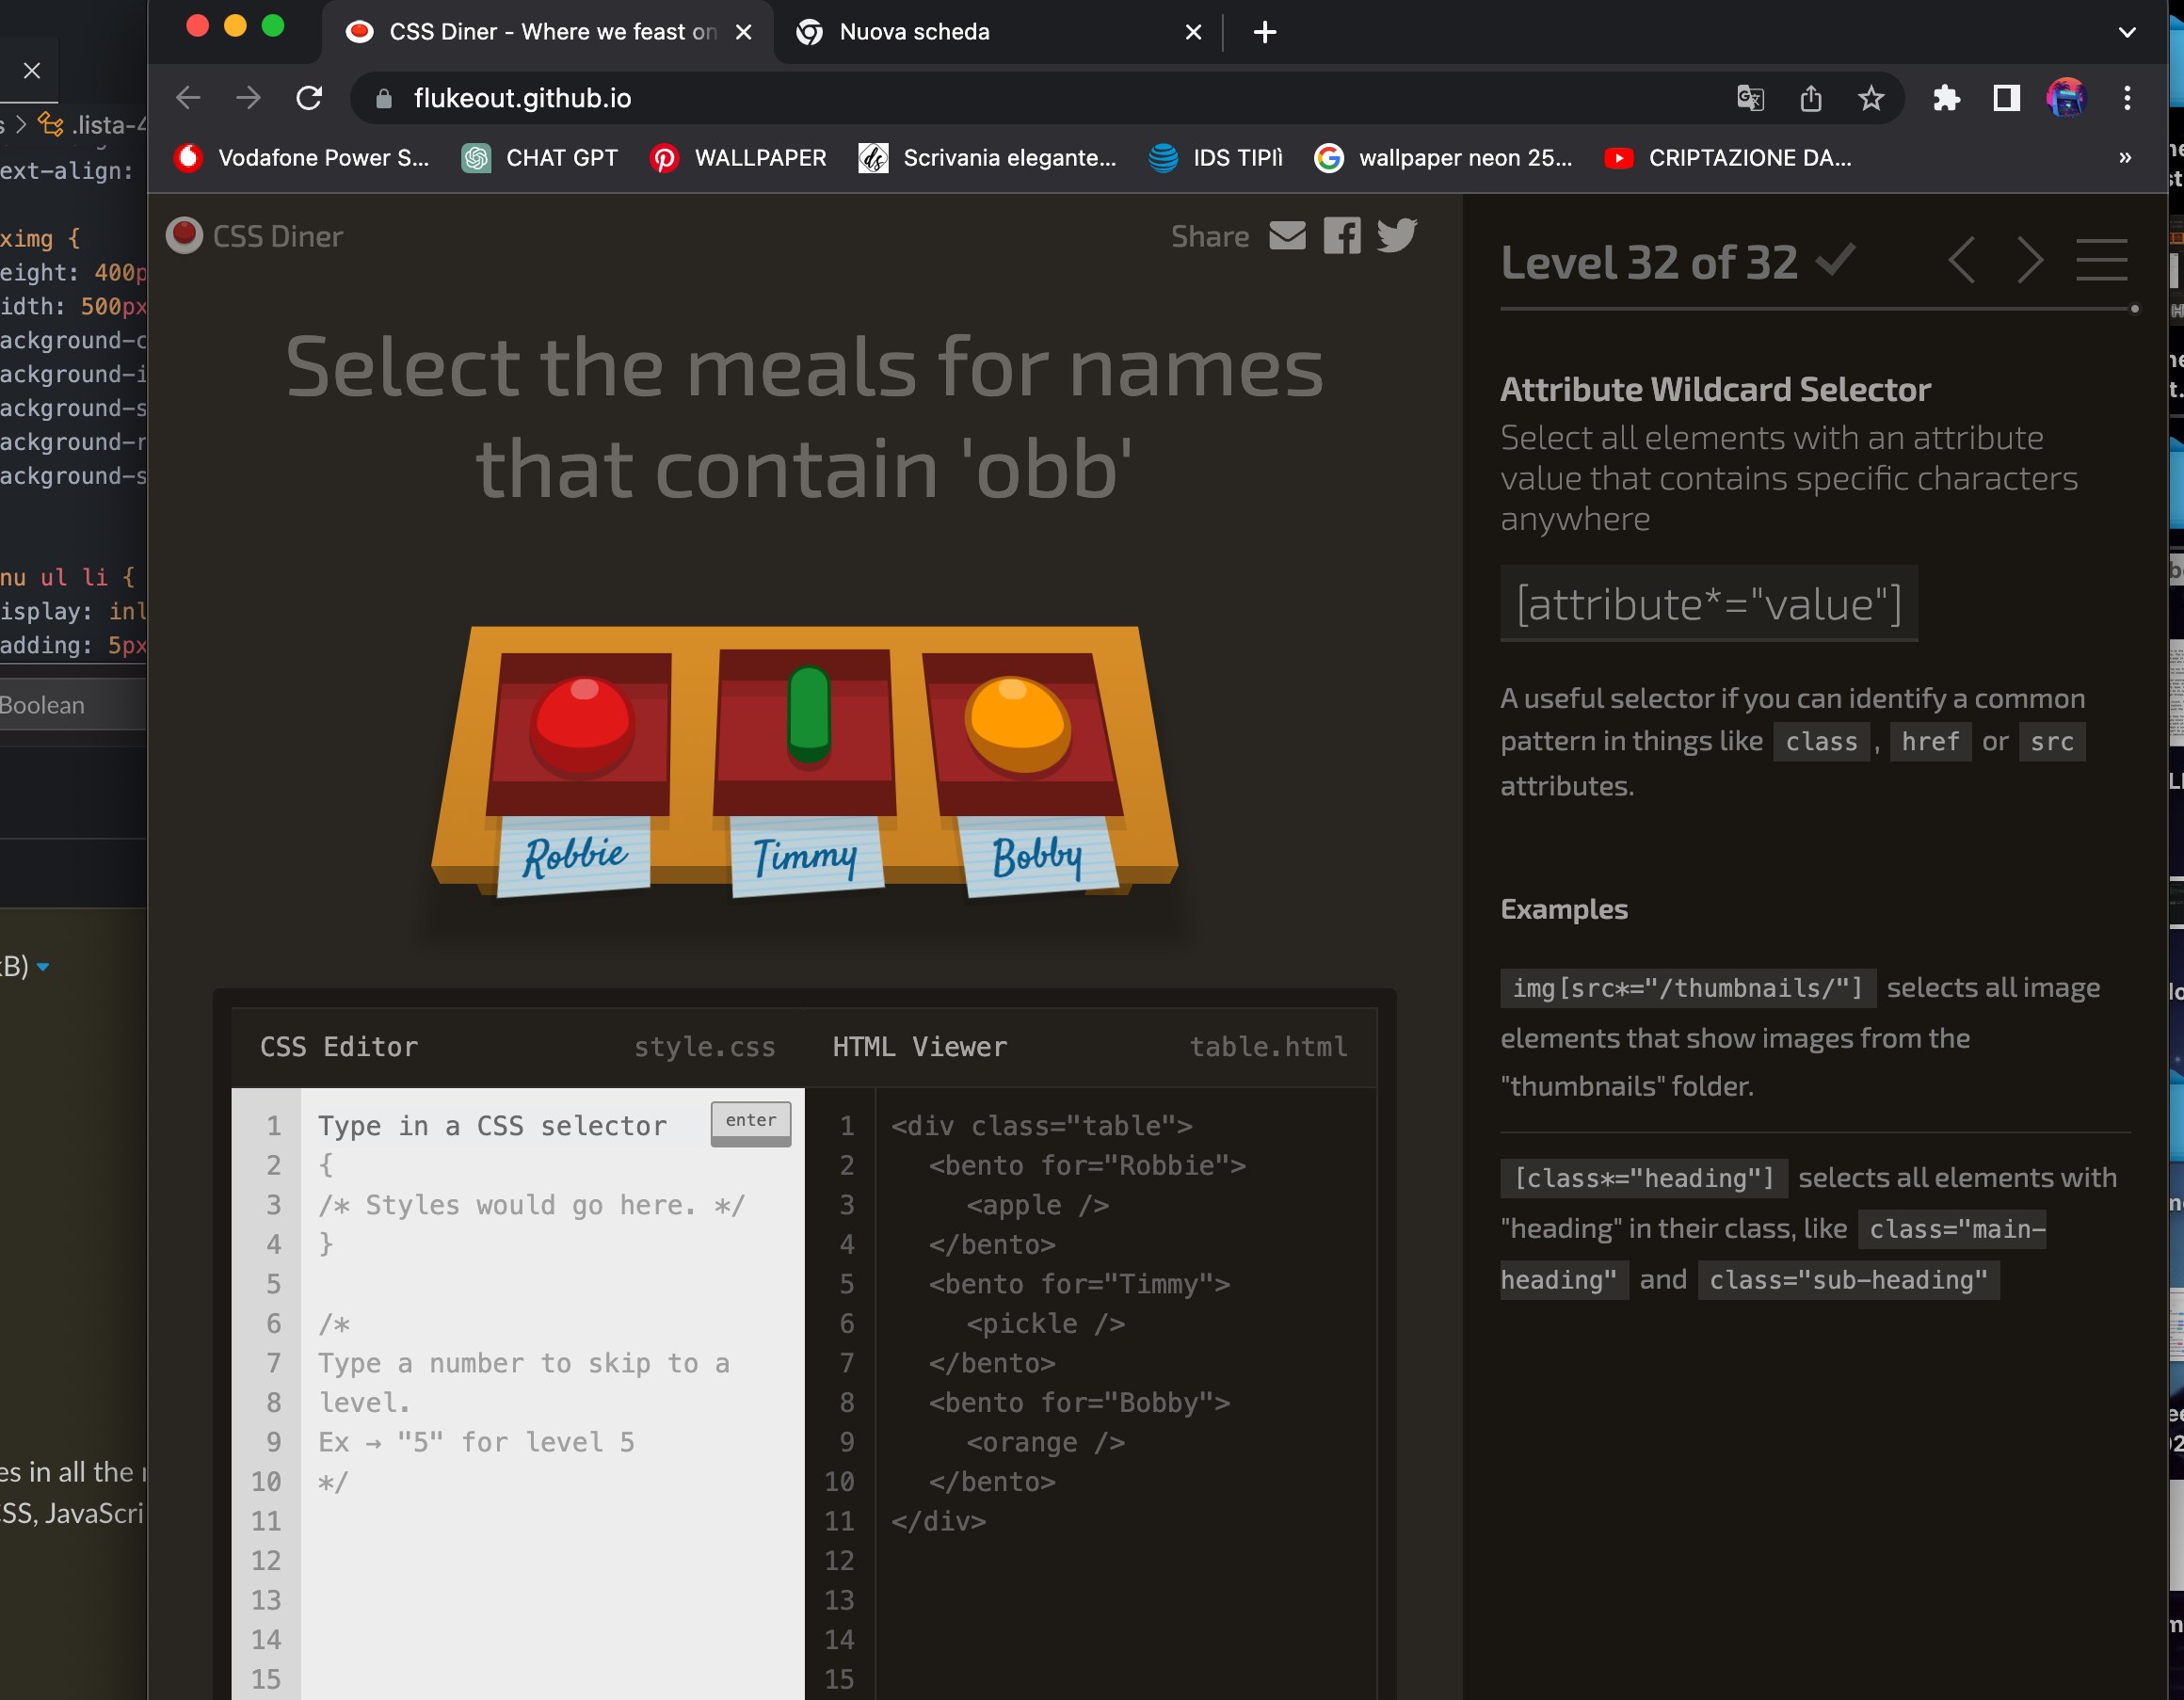 CSS Diner - Where we feast on
Nuova scheda
flukeout.github.io
Vodafone Power S...
CHAT GPT
WALLPAPER
Scrivania elegante...
IDS TIPIì
wallpaper neon 25...
CRIPTAZIONE DA...
»
.lista-4
ext-align:
ximg {
eight: 400p
idth: 500px
ackground-c
ackground-i
ackground-s
ackground-r
ackground-s
nu ul li {
isplay: inl
adding: 5px
Boolean
kB)
es in all the
SS, JavaScri
CSS Diner
Share
Select the meals for names
that contain 'obb'
Robbie
Timmy
Bobby
CSS Editor
style.css
HTML Viewer
table.html
1 Type in a CSS selector
enter
2 {
3 /* Styles would go here. */
4 }
5
6 /*
7 Type a number to skip to a
8 level.
9 Ex → "5" for level 5
10 */
11
12
13
14
15
1 <div class="table">
2 <bento for="Robbie">
3 <apple />
4 </bento>
5 <bento for="Timmy">
6 <pickle />
7 </bento>
8 <bento for="Bobby">
9 <orange />
10 </bento>
11 </div>
12
13
14
15
Level 32 of 32
Attribute Wildcard Selector
Select all elements with an attribute
value that contains specific characters
anywhere
[attribute*="value"]
A useful selector if you can identify a common
pattern in things like class , href or src
attributes.
Examples
img[src*="/thumbnails/"] selects all image
elements that show images from the
"thumbnails" folder.
[class*="heading"] selects all elements with
"heading" in their class, like class="main-
heading" and class="sub-heading"